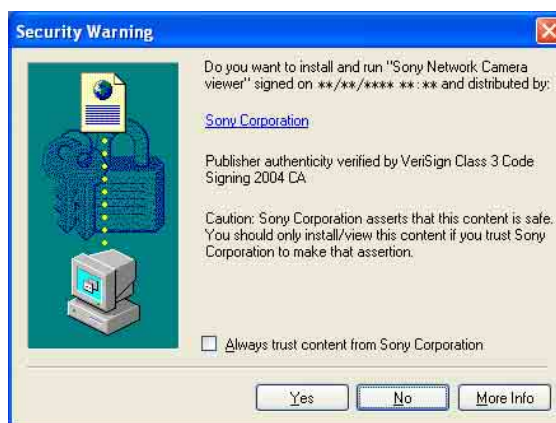 Security Warning
Do you want to install and run "Sony Network Camera
viewer" signed on **/**/**** **:** and distributed by:
Sony Corporation
Publisher authenticity verified by VeriSign Class 3 Code
Signing 2004 CA
Caution: Sony Corporation asserts that this content is safe.
You should only install/view this content if you trust Sony
Corporation to make that assertion.
Always trust content from Sony Corporation
Yes
No
More Info